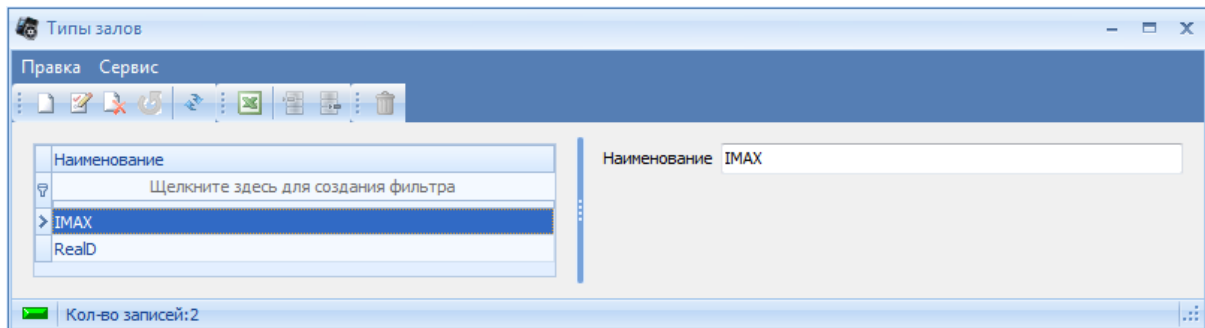 Типы залов
Правка Сервис
Наименование
Щелкните здесь для создания фильтра
IMAX
RealD
Наименование IMAX
Кол-во записей:2